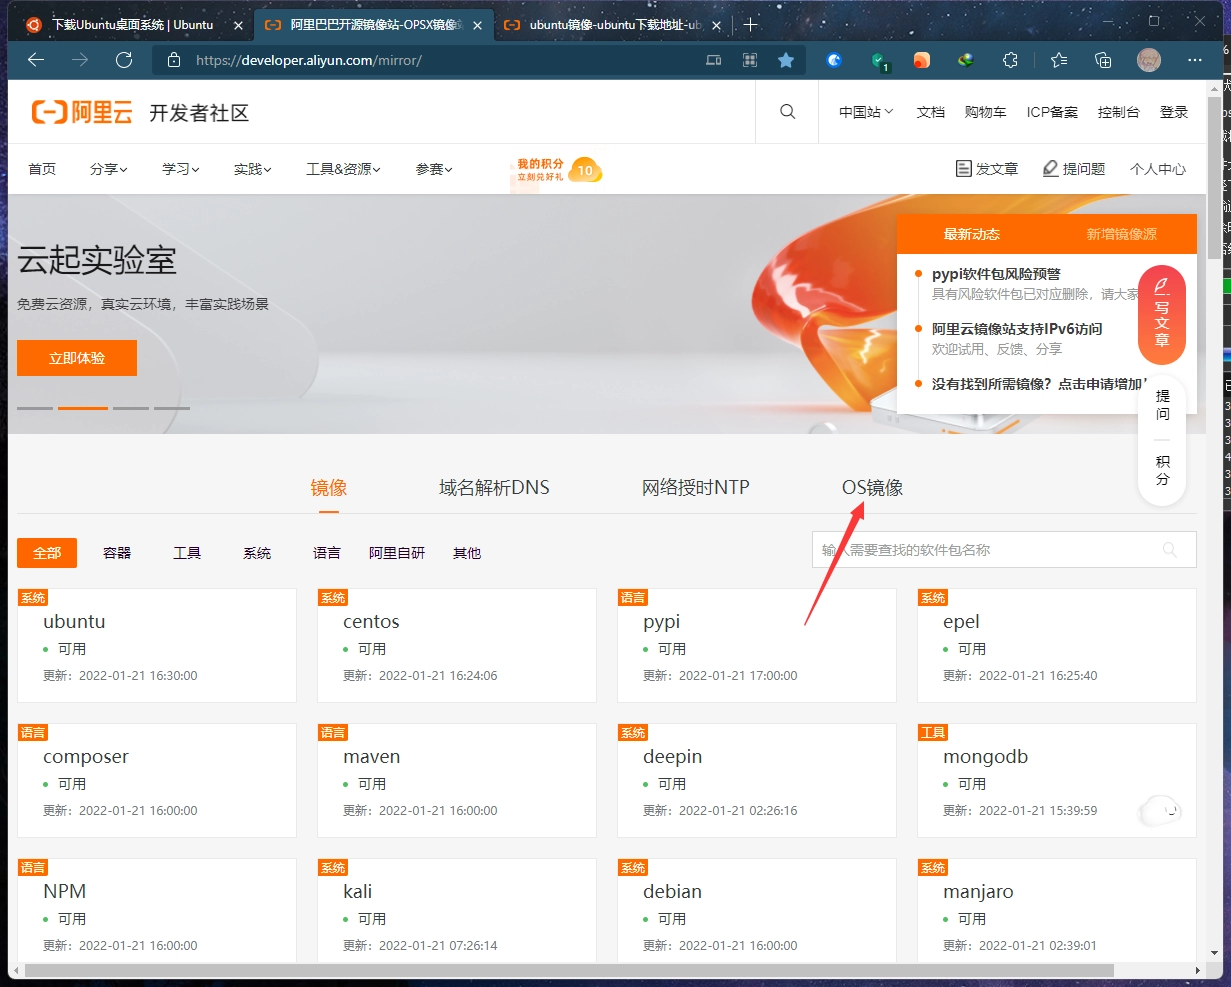 下载Ubuntu桌面系统 | Ubuntu
阿里巴巴开源镜像站-OPSX镜像
ubuntu镜像-ubuntu下载地址-ub
https://developer.aliyun.com/mirror/
1
阿里云 开发者社区
中国站 文档 购物车 ICP备案 控制台 登录
首页 分享 学习 实践 工具&资源 参赛
我的积分
立刻兑好礼
10
发文章 提问题 个人中心
云起实验室
免费云资源，真实云环境，丰富实践场景
立即体验
最新动态 新增镜像源
pypi软件包风险预警
具有风险软件包已对应删除，请大家
阿里云镜像站支持IPv6访问
欢迎试用、反馈、分享
没有找到所需镜像？点击申请增加!
写文章
提问
积分
镜像 域名解析DNS 网络授时NTP OS镜像
全部 容器 工具 系统 语言 阿里自研 其他
输入需要查找的软件包名称
系统 系统 语言 系统
ubuntu centos pypi epel
可用 可用 可用 可用
更新：2022-01-21 16:30:00 更新：2022-01-21 16:24:06 更新：2022-01-21 17:00:00 更新：2022-01-21 16:25:40
语言 语言 系统 工具
composer maven deepin mongodb
可用 可用 可用 可用
更新：2022-01-21 16:00:00 更新：2022-01-21 16:00:00 更新：2022-01-21 02:26:16 更新：2022-01-21 15:39:59
语言 系统 系统 系统
NPM kali debian manjaro
可用 可用 可用 可用
更新：2022-01-21 16:00:00 更新：2022-01-21 07:26:14 更新：2022-01-21 16:00:00 更新：2022-01-21 02:39:01